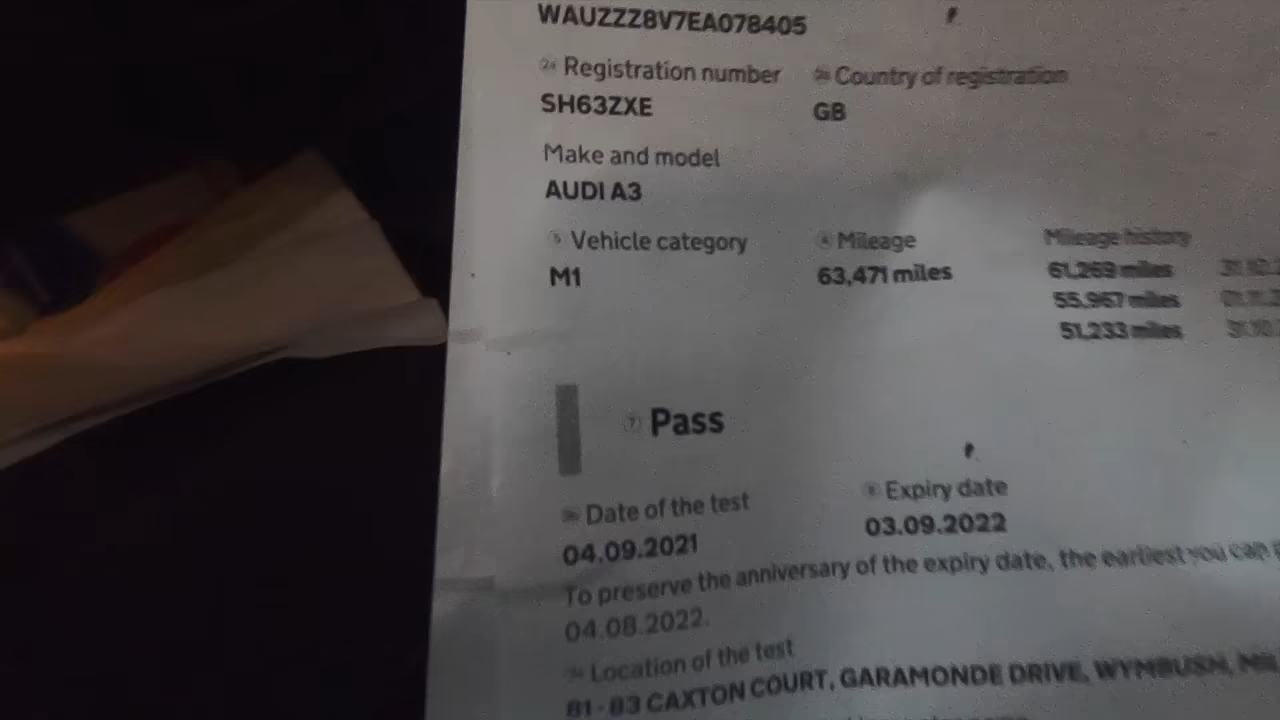 WAUZZZ8V7EA078405
Registration number Country of registration
SH63ZXE GB
Make and model
AUDI A3
Vehicle category Mileage Mileage history
M1 63,471 miles 61,269 miles
55,967 miles
51,233 miles
Pass
Date of the test Expiry date
04.09.2021 03.09.2022
To preserve the anniversary of the expiry date, the earliest you can
04.08.2022.
Location of the test
81 - 83 CAXTON COURT, GARAMONDE DRIVE, WYMBUSH,